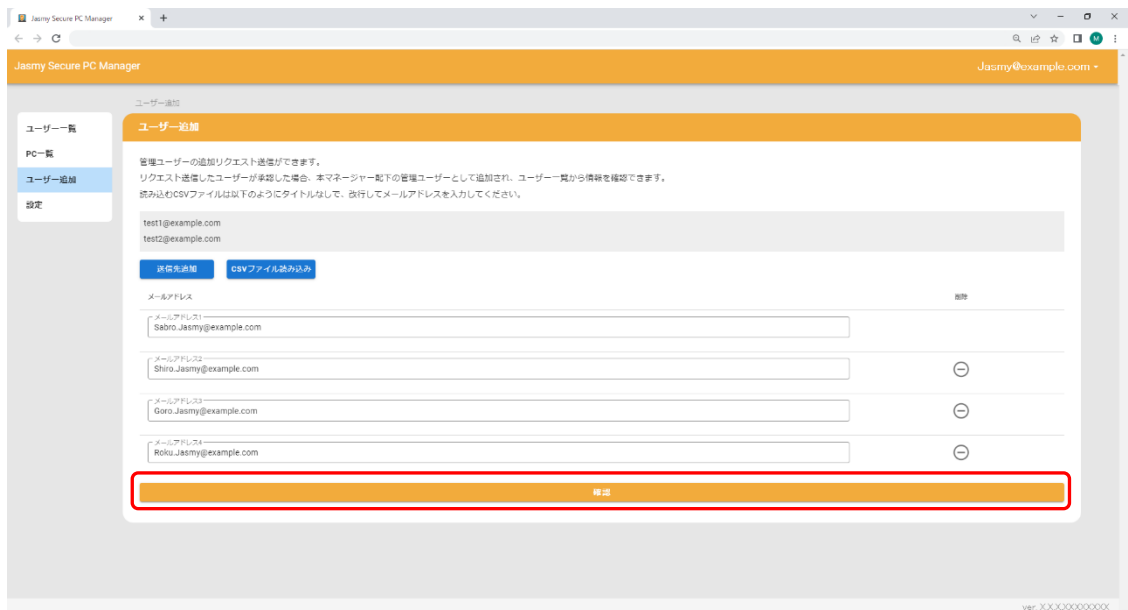 Jasmy Secure PC Manager
Jasmy Secure PC Manager
Jasmy@example.com
ユーザー追加
ユーザー一覧
PC一覧
ユーザー追加
設定
ユーザー追加
管理ユーザーの追加リクエスト送信ができます。
リクエスト送信したユーザーが承認した場合、本マネージャー配下の管理ユーザーとして追加され、ユーザー一覧から情報を確認できます。
読み込むCSVファイルは以下のようにタイトルなしで、改行してメールアドレスを入力してください。
test1@example.com
test2@example.com
送信先追加 CSVファイル読み込み
メールアドレス 削除
メールアドレス1
Sabro.Jasmy@example.com
メールアドレス2
Shiro.Jasmy@example.com
メールアドレス3
Goro.Jasmy@example.com
メールアドレス4
Roku.Jasmy@example.com
確認